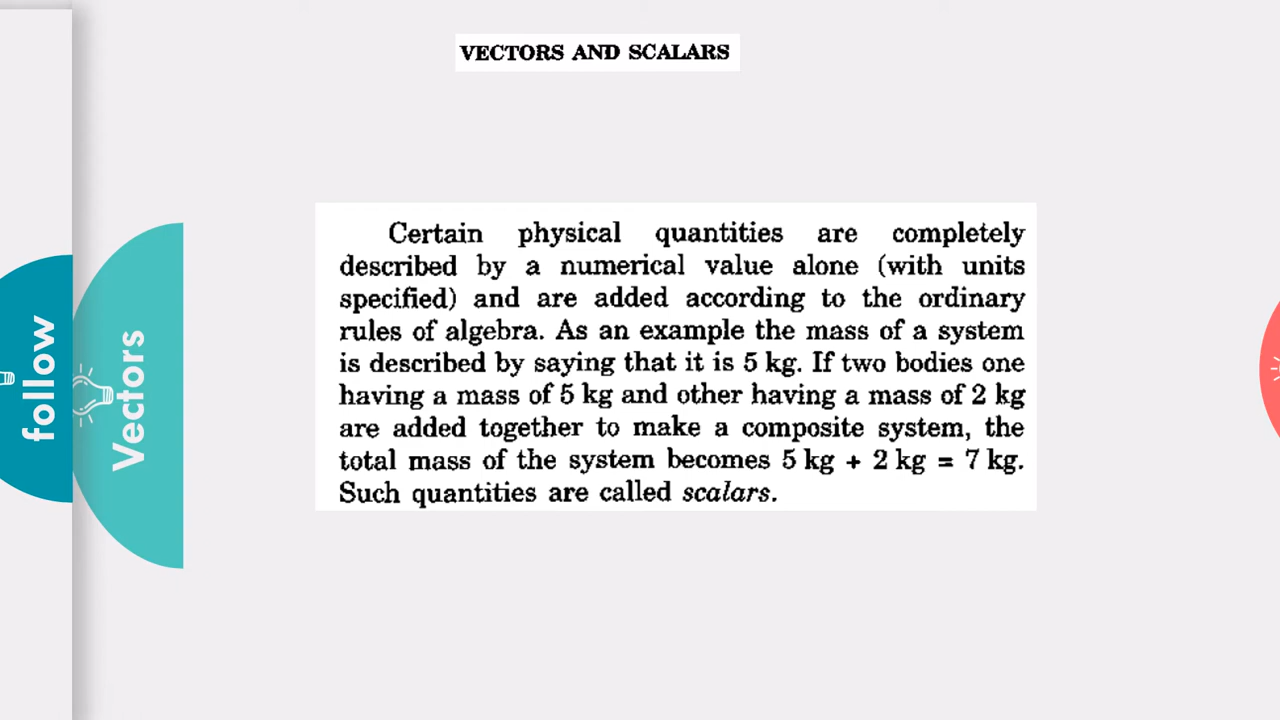 VECTORS AND SCALARS
Certain physical quantities are completely
described by a numerical value alone (with units
specified) and are added according to the ordinary
rules of algebra. As an example the mass of a system
is described by saying that it is 5 kg. If two bodies one
having a mass of 5 kg and other having a mass of 2 kg
are added together to make a composite system, the
total mass of the system becomes 5 kg + 2 kg = 7 kg.
Such quantities are called scalars.
follow
Vectors